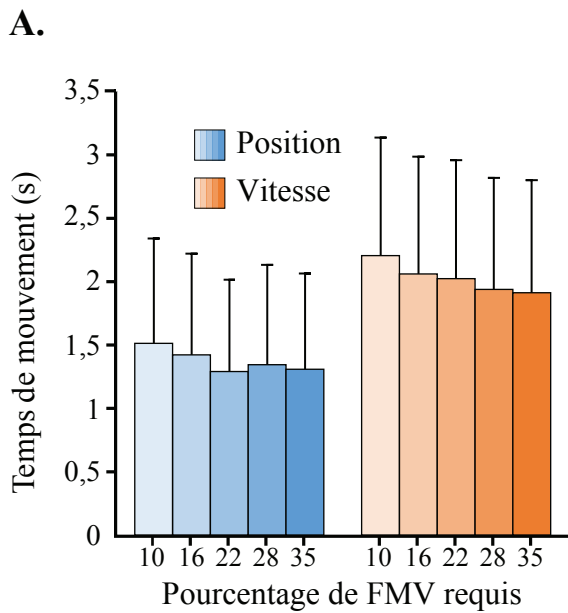 A.
3,5
3
2,5
2
1,5
1
0,5
0
Temps de mouvement (s)
Position
Vitesse
10 16 22 28 35 10 16 22 28 35
Pourcentage de FMV requis